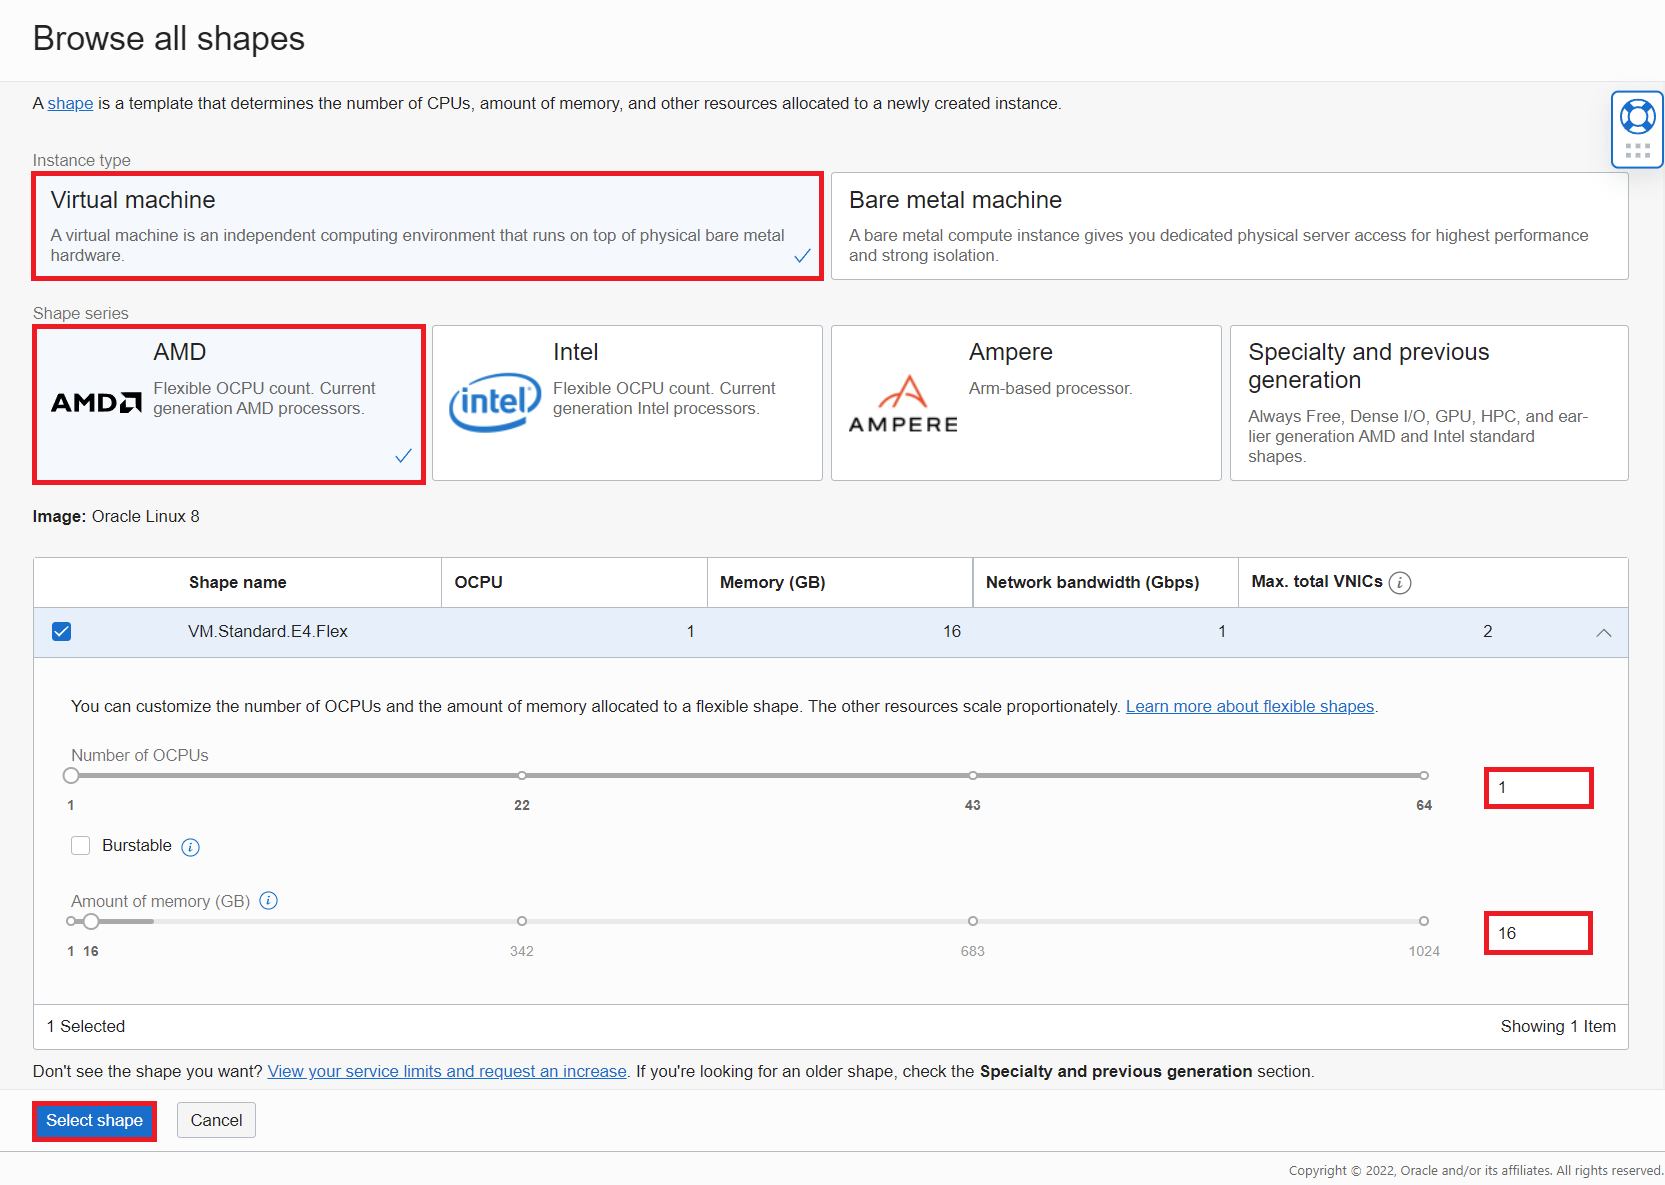 Browse all shapes
A shape is a template that determines the number of CPUs, amount of memory, and other resources allocated to a newly created instance.
Instance type
Virtual machine
A virtual machine is an independent computing environment that runs on top of physical bare metal
hardware.
Bare metal machine
A bare metal compute instance gives you dedicated physical server access for highest performance
and strong isolation.
Shape series
AMD
AMD
Flexible OCPU count. Current
generation AMD processors.
intel
Intel
Flexible OCPU count. Current
generation Intel processors.
AMPERE
Ampere
Arm-based processor.
Specialty and previous
generation
Always Free, Dense I/O, GPU, HPC, and ear-
lier generation AMD and Intel standard
shapes.
Image: Oracle Linux 8
Shape name OCPU Memory (GB) Network bandwidth (Gbps) Max. total VNICs i
VM.Standard.E4.Flex 1 16 1 2
You can customize the number of OCPUs and the amount of memory allocated to a flexible shape. The other resources scale proportionately. Learn more about flexible shapes.
Number of OCPUs
1 22 43 64
1
Burstable i
Amount of memory (GB) i
1 16 342 683 1024
16
1 Selected
Showing 1 Item
Don't see the shape you want? View your service limits and request an increase. If you're looking for an older shape, check the Specialty and previous generation section.
Select shape
Cancel
Copyright © 2022, Oracle and/or its affiliates. All rights reserved.